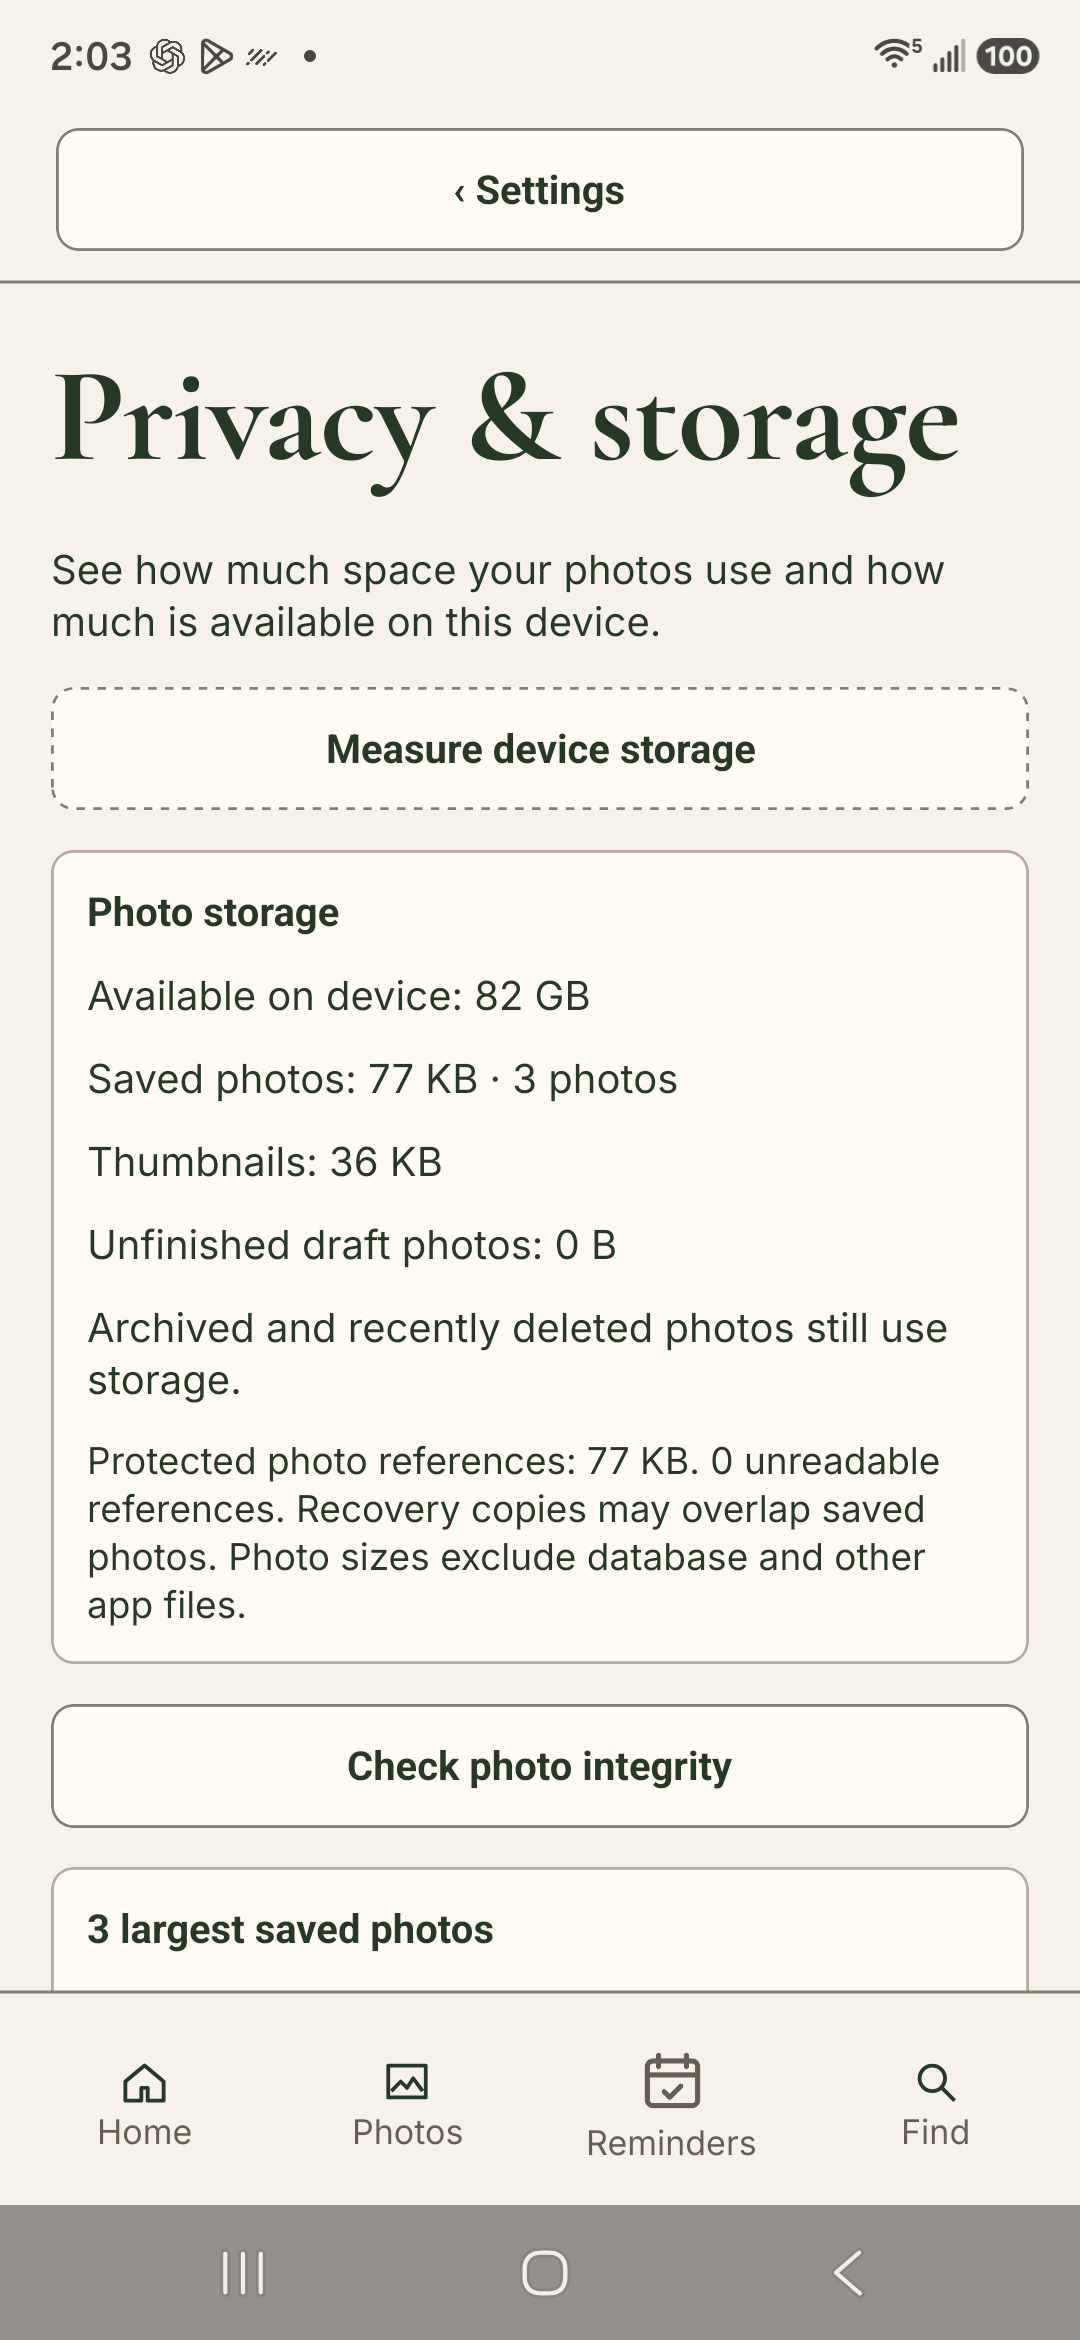 2:03
5
100
‹ Settings
Privacy & storage
See how much space your photos use and how
much is available on this device.
Measure device storage
Photo storage
Available on device: 82 GB
Saved photos: 77 KB · 3 photos
Thumbnails: 36 KB
Unfinished draft photos: 0 B
Archived and recently deleted photos still use
storage.
Protected photo references: 77 KB. 0 unreadable
references. Recovery copies may overlap saved
photos. Photo sizes exclude database and other
app files.
Check photo integrity
3 largest saved photos
Home
Photos
Reminders
Find